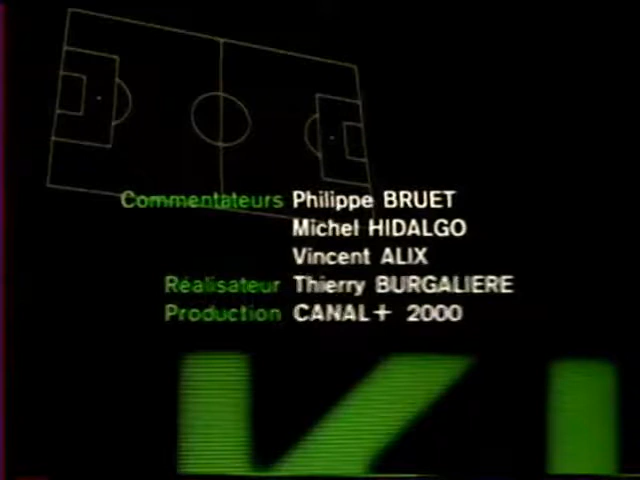 Commentateurs Philippe BRUET
Michel HIDALGO
Vincent ALIX
Réalisateur Thierry BURGALIERE
Production CANAL+ 2000